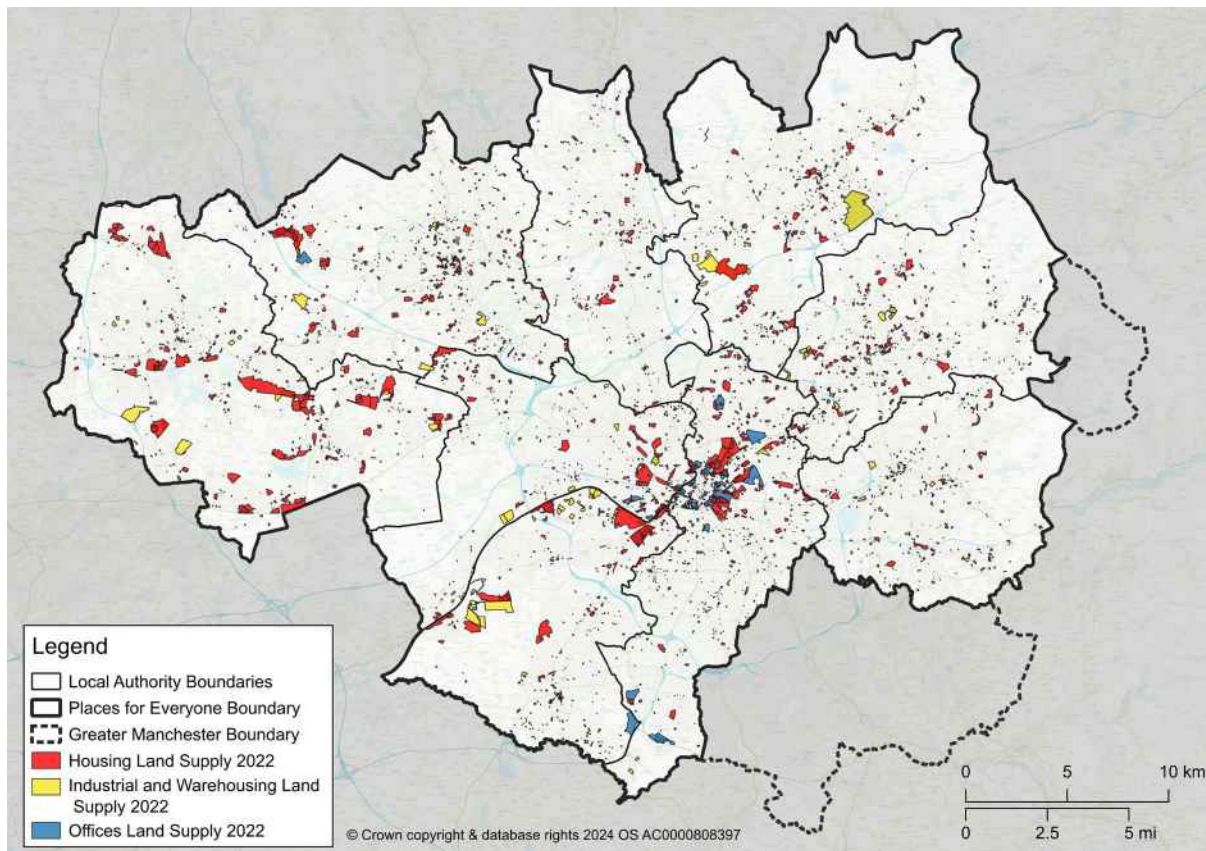 Legend
Local Authority Boundaries
Places for Everyone Boundary
Greater Manchester Boundary
Housing Land Supply 2022
Industrial and Warehousing Land
Supply 2022
Offices Land Supply 2022
© Crown copyright & database rights 2024 OS AC0000808397
0 5 10 km
0 2.5 5 mi